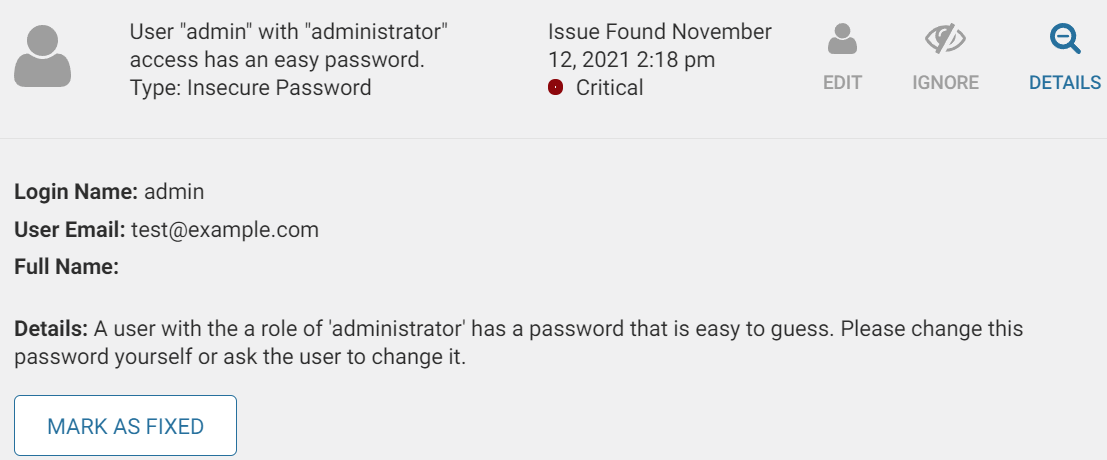 User "admin" with "administrator"
access has an easy password.
Type: Insecure Password
Issue Found November
12, 2021 2:18 pm
Critical
EDIT
IGNORE
DETAILS
Login Name: admin
User Email: test@example.com
Full Name:
Details: A user with the a role of 'administrator' has a password that is easy to guess. Please change this
password yourself or ask the user to change it.
MARK AS FIXED